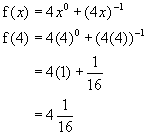 f(x) = 4x⁰ + (4x)⁻¹
f(4) = 4(4)⁰ + (4(4))⁻¹
= 4(1) + 1/16
= 4 1/16